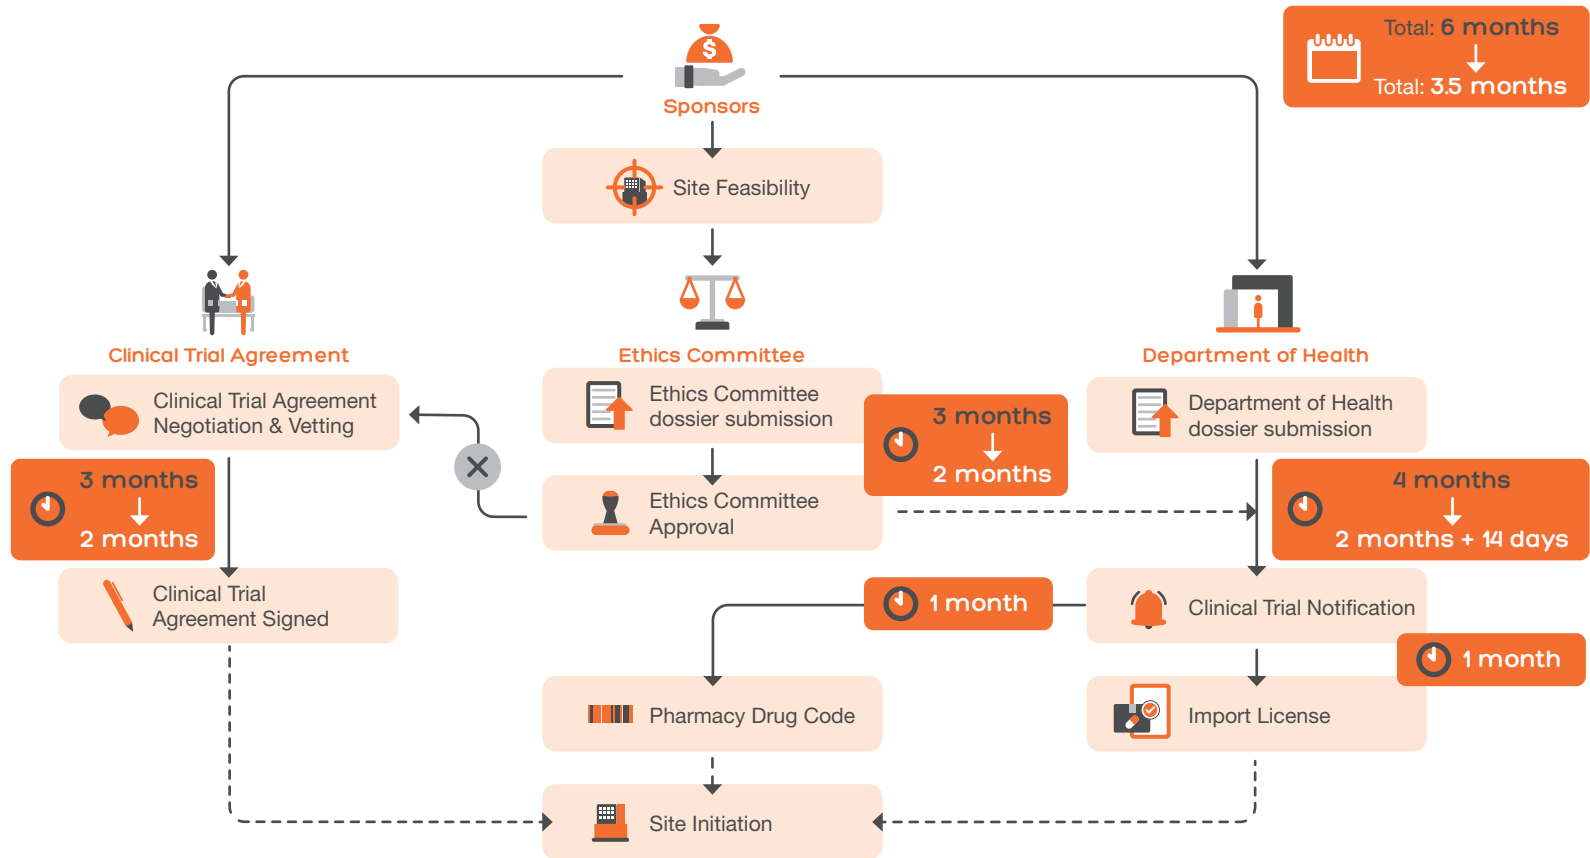 Total: 6 months
Total: 3.5 months
$
Sponsors
Site Feasibility
Clinical Trial Agreement
Ethics Committee
Department of Health
Clinical Trial Agreement
Negotiation & Vetting
3 months
2 months
Clinical Trial
Agreement Signed
Ethics Committee
dossier submission
3 months
2 months
Ethics Committee
Approval
Department of Health
dossier submission
4 months
2 months + 14 days
1 month
Clinical Trial Notification
1 month
Pharmacy Drug Code
Import License
Site Initiation